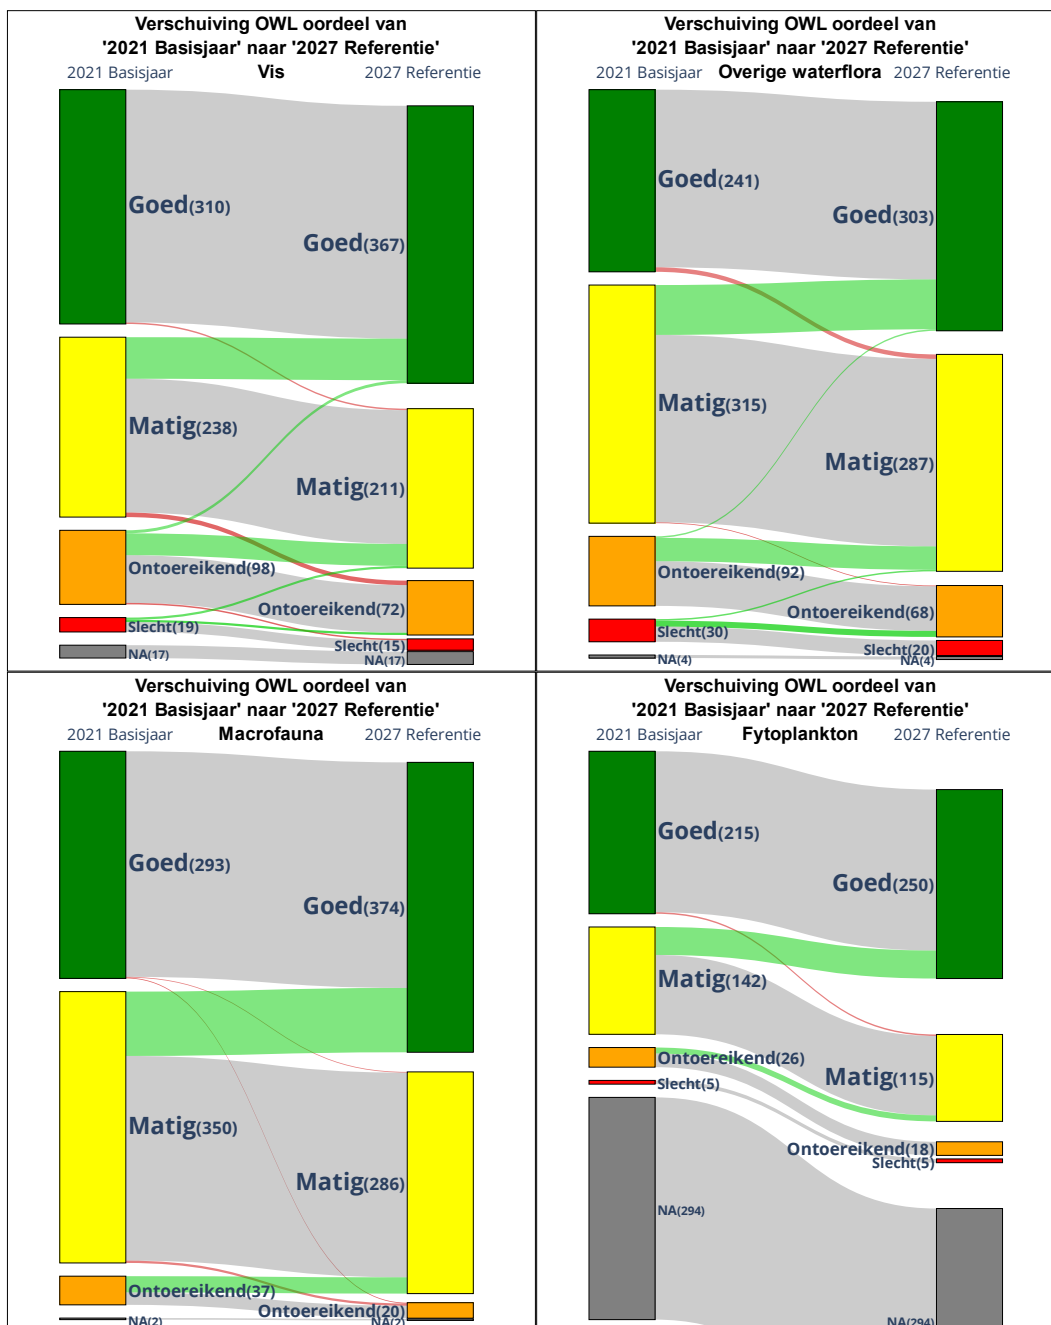 Verschuiving OWL oordeel van
'2021 Basisjaar' naar '2027 Referentie'
2021 Basisjaar Vis 2027 Referentie
Goed(310)
Goed(367)
Matig(238)
Matig(211)
Ontoereikend(98)
Ontoereikend(72)
Slecht(19)
Slecht(15)
NA(17)
NA(17)
Verschuiving OWL oordeel van
'2021 Basisjaar' naar '2027 Referentie'
2021 Basisjaar Overige waterflora 2027 Referentie
Goed(241)
Goed(303)
Matig(315)
Matig(287)
Ontoereikend(92)
Ontoereikend(68)
Slecht(30)
Slecht(20)
NA(4)
NA(4)
Verschuiving OWL oordeel van
'2021 Basisjaar' naar '2027 Referentie'
2021 Basisjaar Macrofauna 2027 Referentie
Goed(293)
Goed(374)
Matig(350)
Matig(286)
Ontoereikend(37)
Ontoereikend(20)
NA(2)
NA(2)
Verschuiving OWL oordeel van
'2021 Basisjaar' naar '2027 Referentie'
2021 Basisjaar Fytoplankton 2027 Referentie
Goed(215)
Goed(250)
Matig(142)
Matig(115)
Ontoereikend(26)
Slecht(5)
Ontoereikend(18)
Slecht(5)
NA(294)
NA(294)